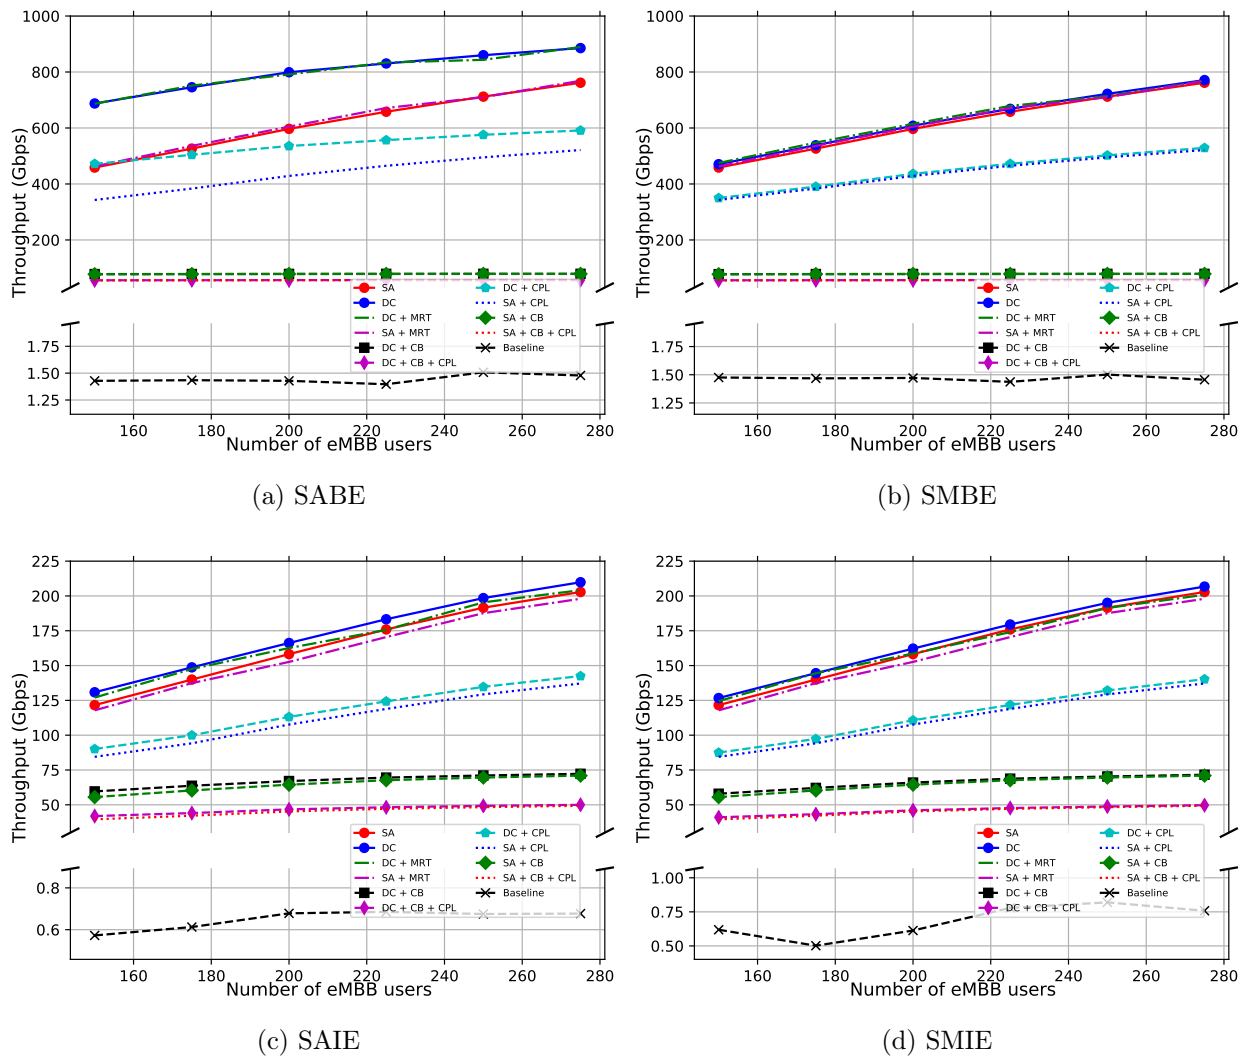 1000
800
600
400
200
1.75
1.50
1.25
Throughput (Gbps)
SA
DC
DC + MRT
SA + MRT
DC + CB
DC + CB + CPL
DC + CPL
SA + CPL
SA + CB
SA + CB + CPL
Baseline
160 180 200 220 240 260 280
Number of eMBB users
(a) SABE
1000
800
600
400
200
1.75
1.50
1.25
Throughput (Gbps)
SA
DC
DC + MRT
SA + MRT
DC + CB
DC + CB + CPL
DC + CPL
SA + CPL
SA + CB
SA + CB + CPL
Baseline
160 180 200 220 240 260 280
Number of eMBB users
(b) SMBE
225
200
175
150
125
100
75
50
0.8
0.6
Throughput (Gbps)
SA
DC
DC + MRT
SA + MRT
DC + CB
DC + CB + CPL
DC + CPL
SA + CPL
SA + CB
SA + CB + CPL
Baseline
160 180 200 220 240 260 280
Number of eMBB users
(c) SAIE
225
200
175
150
125
100
75
50
1.00
0.75
0.50
Throughput (Gbps)
SA
DC
DC + MRT
SA + MRT
DC + CB
DC + CB + CPL
DC + CPL
SA + CPL
SA + CB
SA + CB + CPL
Baseline
160 180 200 220 240 260 280
Number of eMBB users
(d) SMIE